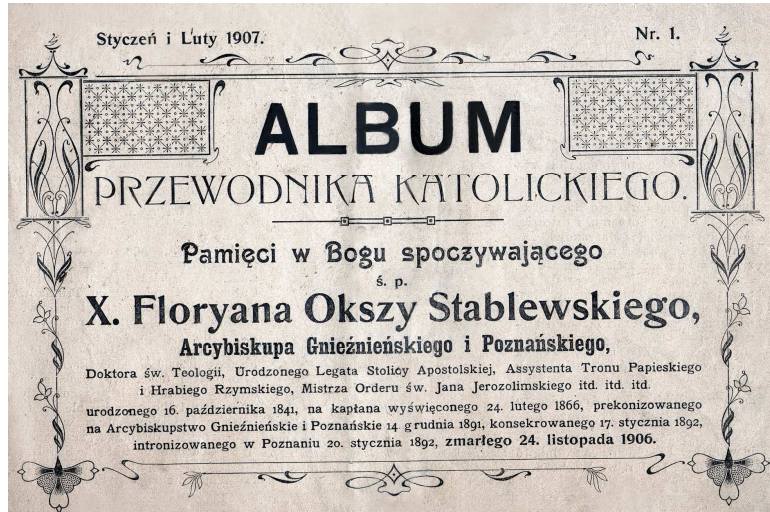 Styczeń i Luty 1907.
Nr. 1.
ALBUM
PRZEWODNIKA KATOLICKIEGO.
Pamięci w Bogu spoczywającego
ś. p.
X. Floryana Okszy Stablewskiego,
Arcybiskupa Gnieźnieńskiego i Poznańskiego,
Doktora św. Teologii, Urodzonego Legata Stolicy Apostolskiej, Assystenta Tronu Papieskiego
i Hrabiego Rzymskiego, Mistrza Orderu św. Jana Jerozolimskiego itd. itd. itd.
urodzonego 16. października 1841, na kapłana wyświęconego 24. lutego 1866, prekonizowanego
na Arcybiskupstwo Gnieźnieńskie i Poznańskie 14 grudnia 1891, konsekrowanego 17. stycznia 1892,
intronizowanego w Poznaniu 20. stycznia 1892, zmarłego 24. listopada 1906.